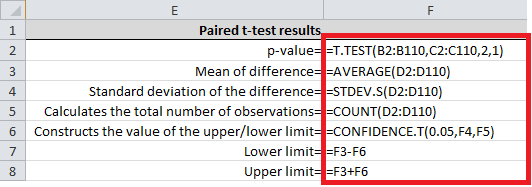 E F
1 Paired t-test results
2 p-value= =T.TEST(B2:B110,C2:C110,2,1)
3 Mean of difference= =AVERAGE(D2:D110)
4 Standard deviation of the difference= =STDEV.S(D2:D110)
5 Calculates the total number of observations= =COUNT(D2:D110)
6 Constructs the value of the upper/lower limit= =CONFIDENCE.T(0.05,F4,F5)
7 Lower limit= =F3-F6
8 Upper limit= =F3+F6